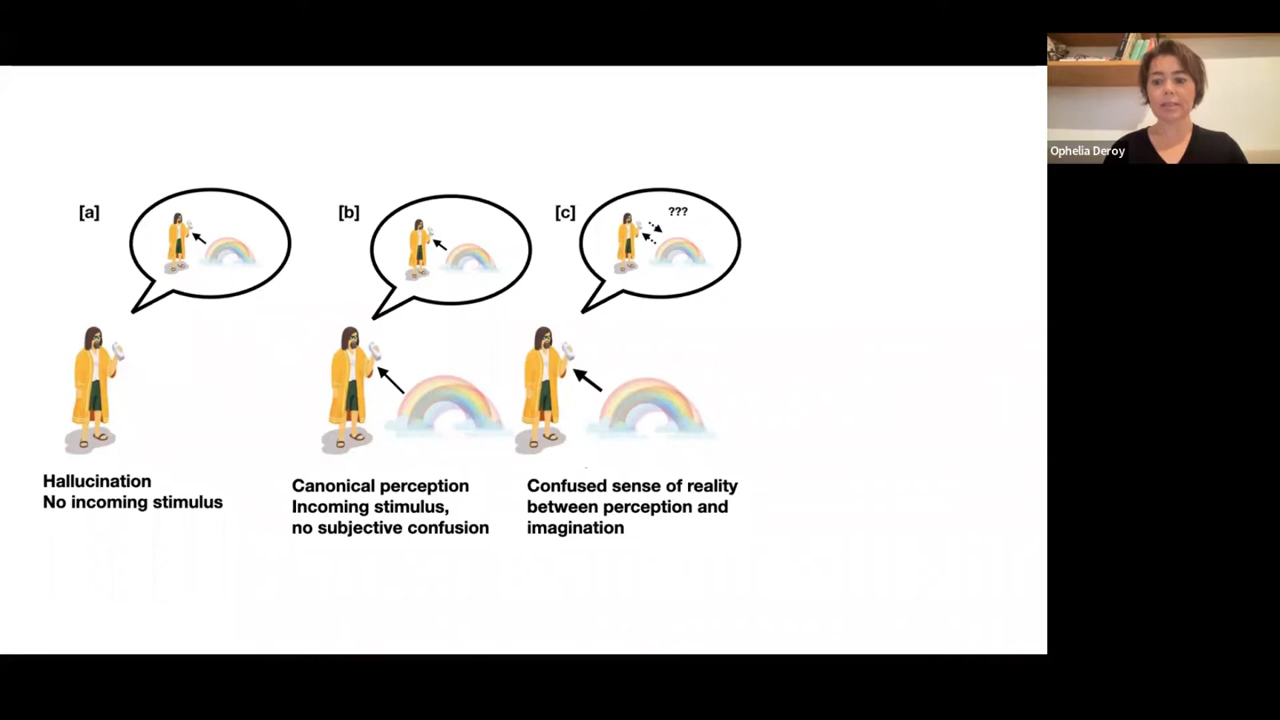 Ophelia Deroy
[a]
[b]
[c]
???
Hallucination
No incoming stimulus
Canonical perception
Incoming stimulus,
no subjective confusion
Confused sense of reality
between perception and
imagination